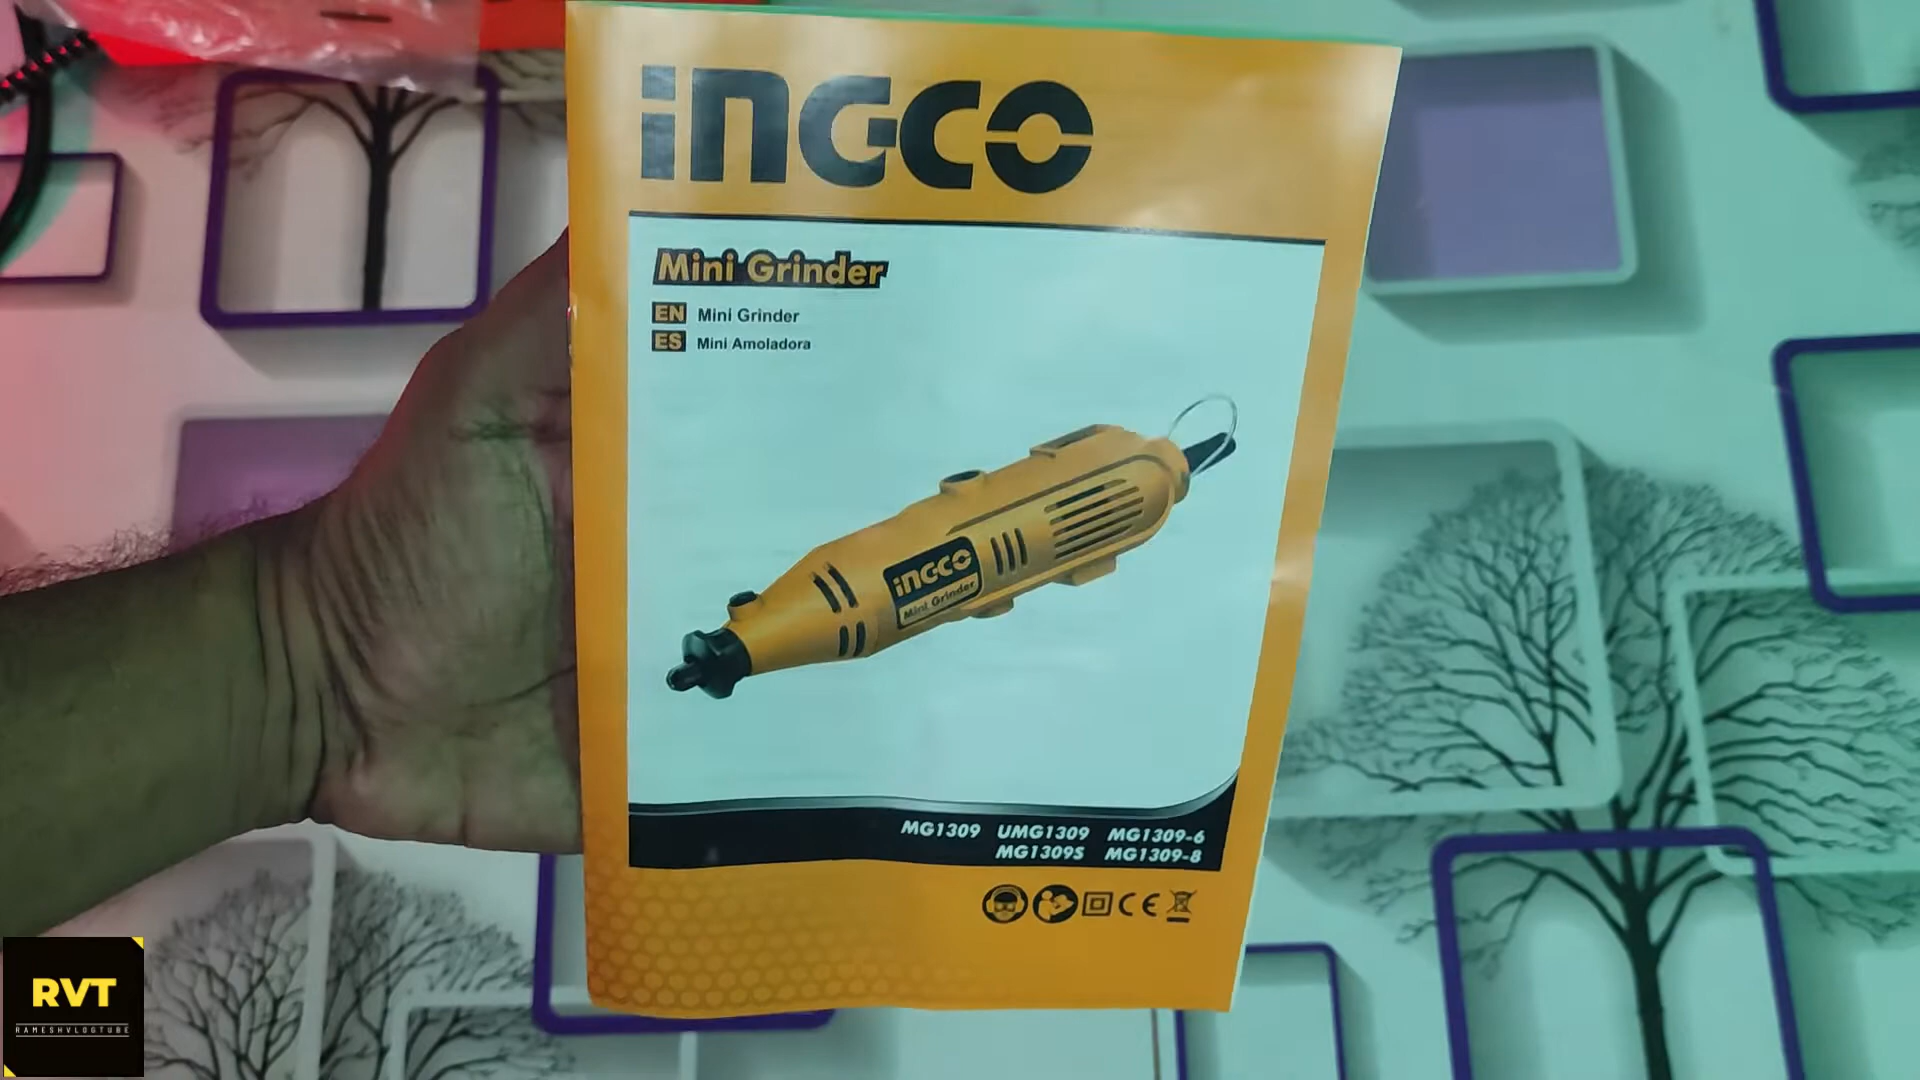 INGCO
Mini Grinder
EN Mini Grinder
ES Mini Amoladora
INGCO
Mini Grinder
MG1309 UMG1309 MG1309-6
MG1309S MG1309-8
CE
RVT
RAMESHVLOGTUBE